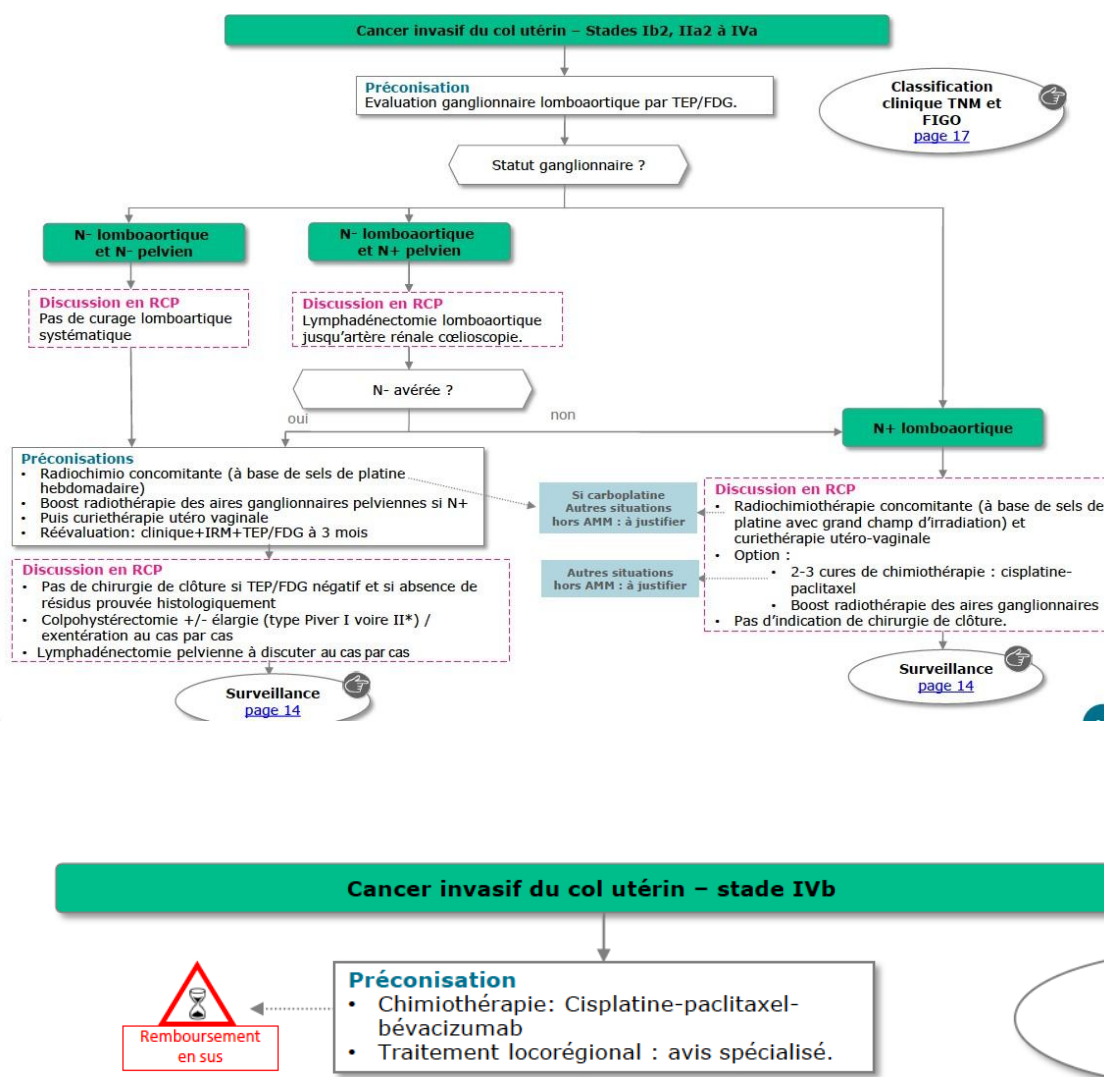 Cancer invasif du col utérin – Stades Ib2, IIa2 à IVa
Préconisation
Evaluation ganglionnaire lomboaortique par TEP/FDG.
Classification
clinique TNM et
FIGO
page 17
Statut ganglionnaire ?
N- lomboaortique
et N- pelvien
N- lomboaortique
et N+ pelvien
Discussion en RCP
Pas de curage lomboartique
systématique
Discussion en RCP
Lymphadénectomie lomboaortique
jusqu’artère rénale cœlioscopie.
N- avérée ?
oui
non
N+ lomboaortique
Préconisations
• Radiochimio concomitante (à base de sels de platine
hebdomadaire)
• Boost radiothérapie des aires ganglionnaires pelviennes si N+
• Puis curiethérapie utéro vaginale
• Réévaluation: clinique+IRM+TEP/FDG à 3 mois
Si carboplatine
Autres situations
hors AMM : à justifier
Discussion en RCP
• Radiochimiothérapie concomitante (à base de sels de
platine avec grand champ d’irradiation) et
curiethérapie utéro-vaginale
• Option :
• 2-3 cures de chimiothérapie : cisplatine-
paclitaxel
• Boost radiothérapie des aires ganglionnaires
• Pas d’indication de chirurgie de clôture.
Autres situations
hors AMM : à justifier
Discussion en RCP
• Pas de chirurgie de clôture si TEP/FDG négatif et si absence de
résidus prouvée histologiquement
• Colpohystérectomie +/- élargie (type Piver I voire II*) /
exentération au cas par cas
• Lymphadénectomie pelvienne à discuter au cas par cas
Surveillance
page 14
Surveillance
page 14
Cancer invasif du col utérin – stade IVb
Préconisation
• Chimiothérapie: Cisplatine-paclitaxel-
bévacizumab
• Traitement locorégional : avis spécialisé.
Remboursement
en sus